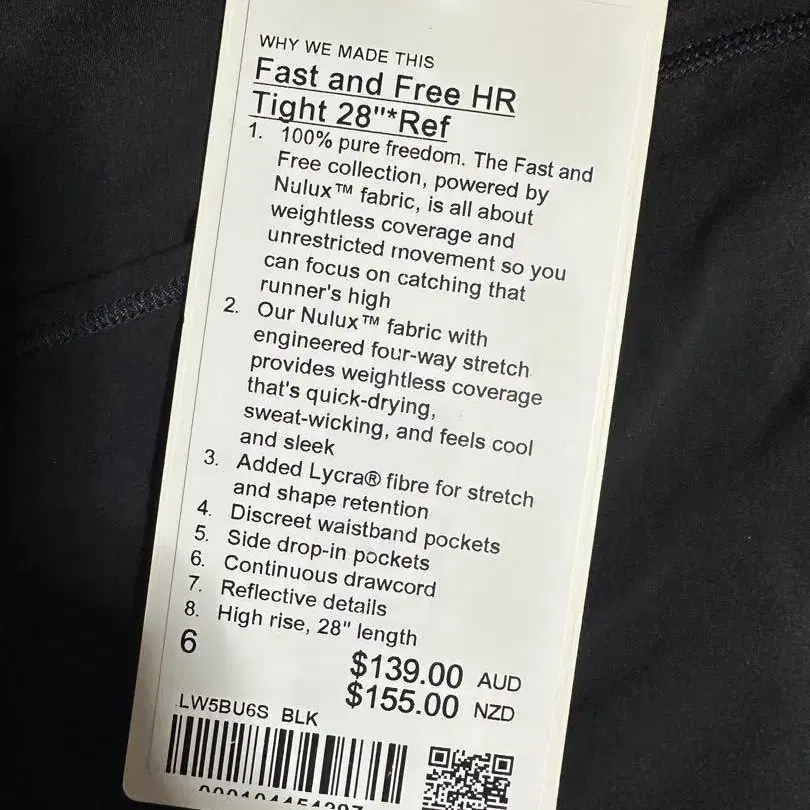 WHY WE MADE THIS
Fast and Free HR
Tight 28"*Ref
1. 100% pure freedom. The Fast and
Free collection, powered by
Nulux™ fabric, is all about
weightless coverage and
unrestricted movement so you
can focus on catching that
runner's high
2. Our Nulux™ fabric with
engineered four-way stretch
provides weightless coverage
that's quick-drying,
sweat-wicking, and feels cool
and sleek
3. Added Lycra® fibre for stretch
and shape retention
4. Discreet waistband pockets
5. Side drop-in pockets
6. Continuous drawcord
7. Reflective details
8. High rise, 28" length
6
$139.00 AUD
$155.00 NZD
LW5BU6S BLK